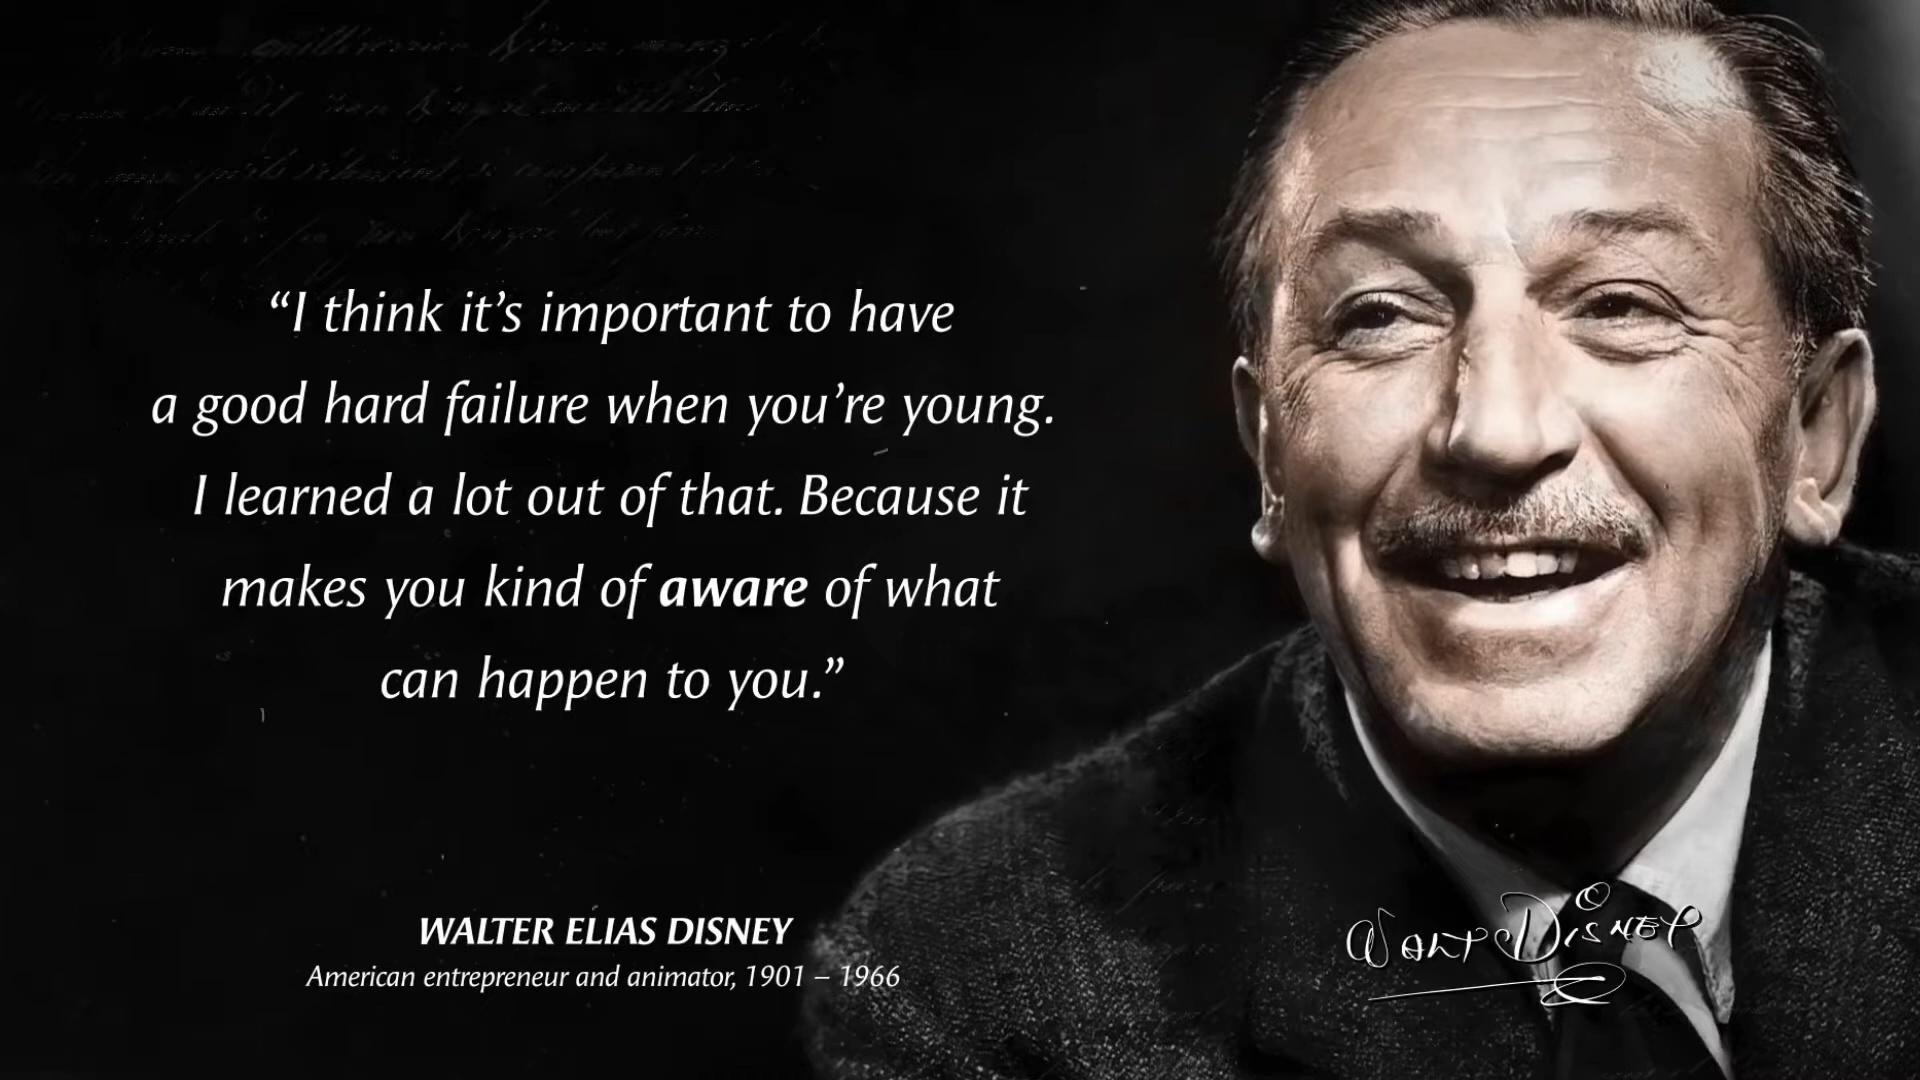 “I think it’s important to have
a good hard failure when you’re young.
I learned a lot out of that. Because it
makes you kind of aware of what
can happen to you.”
WALTER ELIAS DISNEY
American entrepreneur and animator, 1901 – 1966
Walt Disney